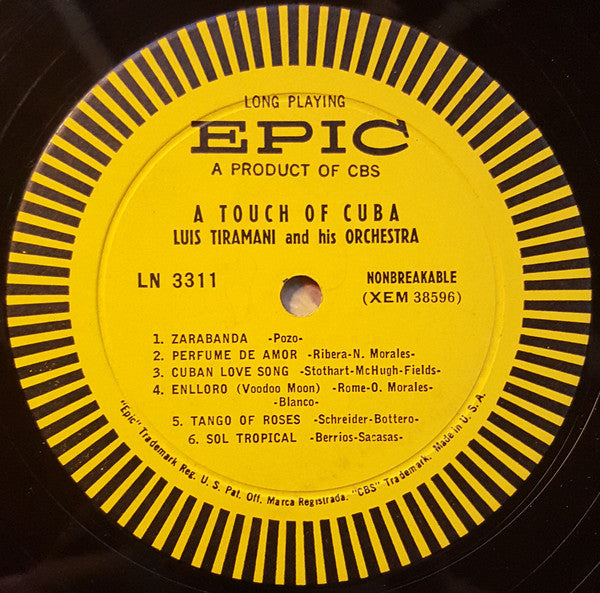 LONG PLAYING
EPIC
A PRODUCT OF CBS
A TOUCH OF CUBA
LUIS TIRAMANI and his ORCHESTRA
LN 3311
NONBREAKABLE
(XEM 38596)
1. ZARABANDA -Pozo-
2. PERFUME DE AMOR -Ribera-N. Morales-
3. CUBAN LOVE SONG -Stothart-McHugh-Fields-
4. ENLLORO (Voodoo Moon) -Rome-O. Morales-
-Blanco-
5. TANGO OF ROSES -Schreider-Bottero-
6. SOL TROPICAL -Berrios-Sacasas-
"Epic" Trademark Reg. U. S. Pat. Off. Marca Registrada. "CBS" Trademark. Made in U. S. A.